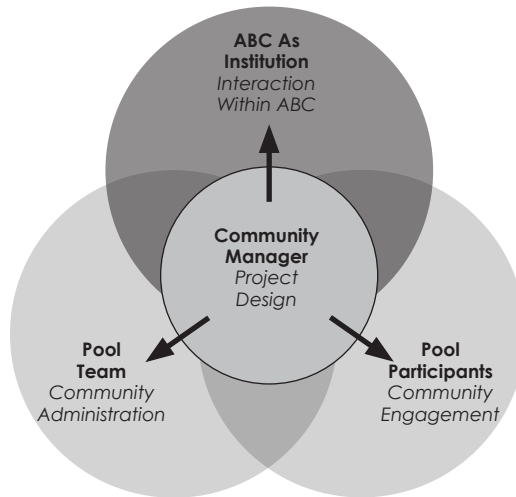 ABC As
Institution
Interaction
Within ABC
Community
Manager
Project
Design
Pool
Team
Community
Administration
Pool
Participants
Community
Engagement